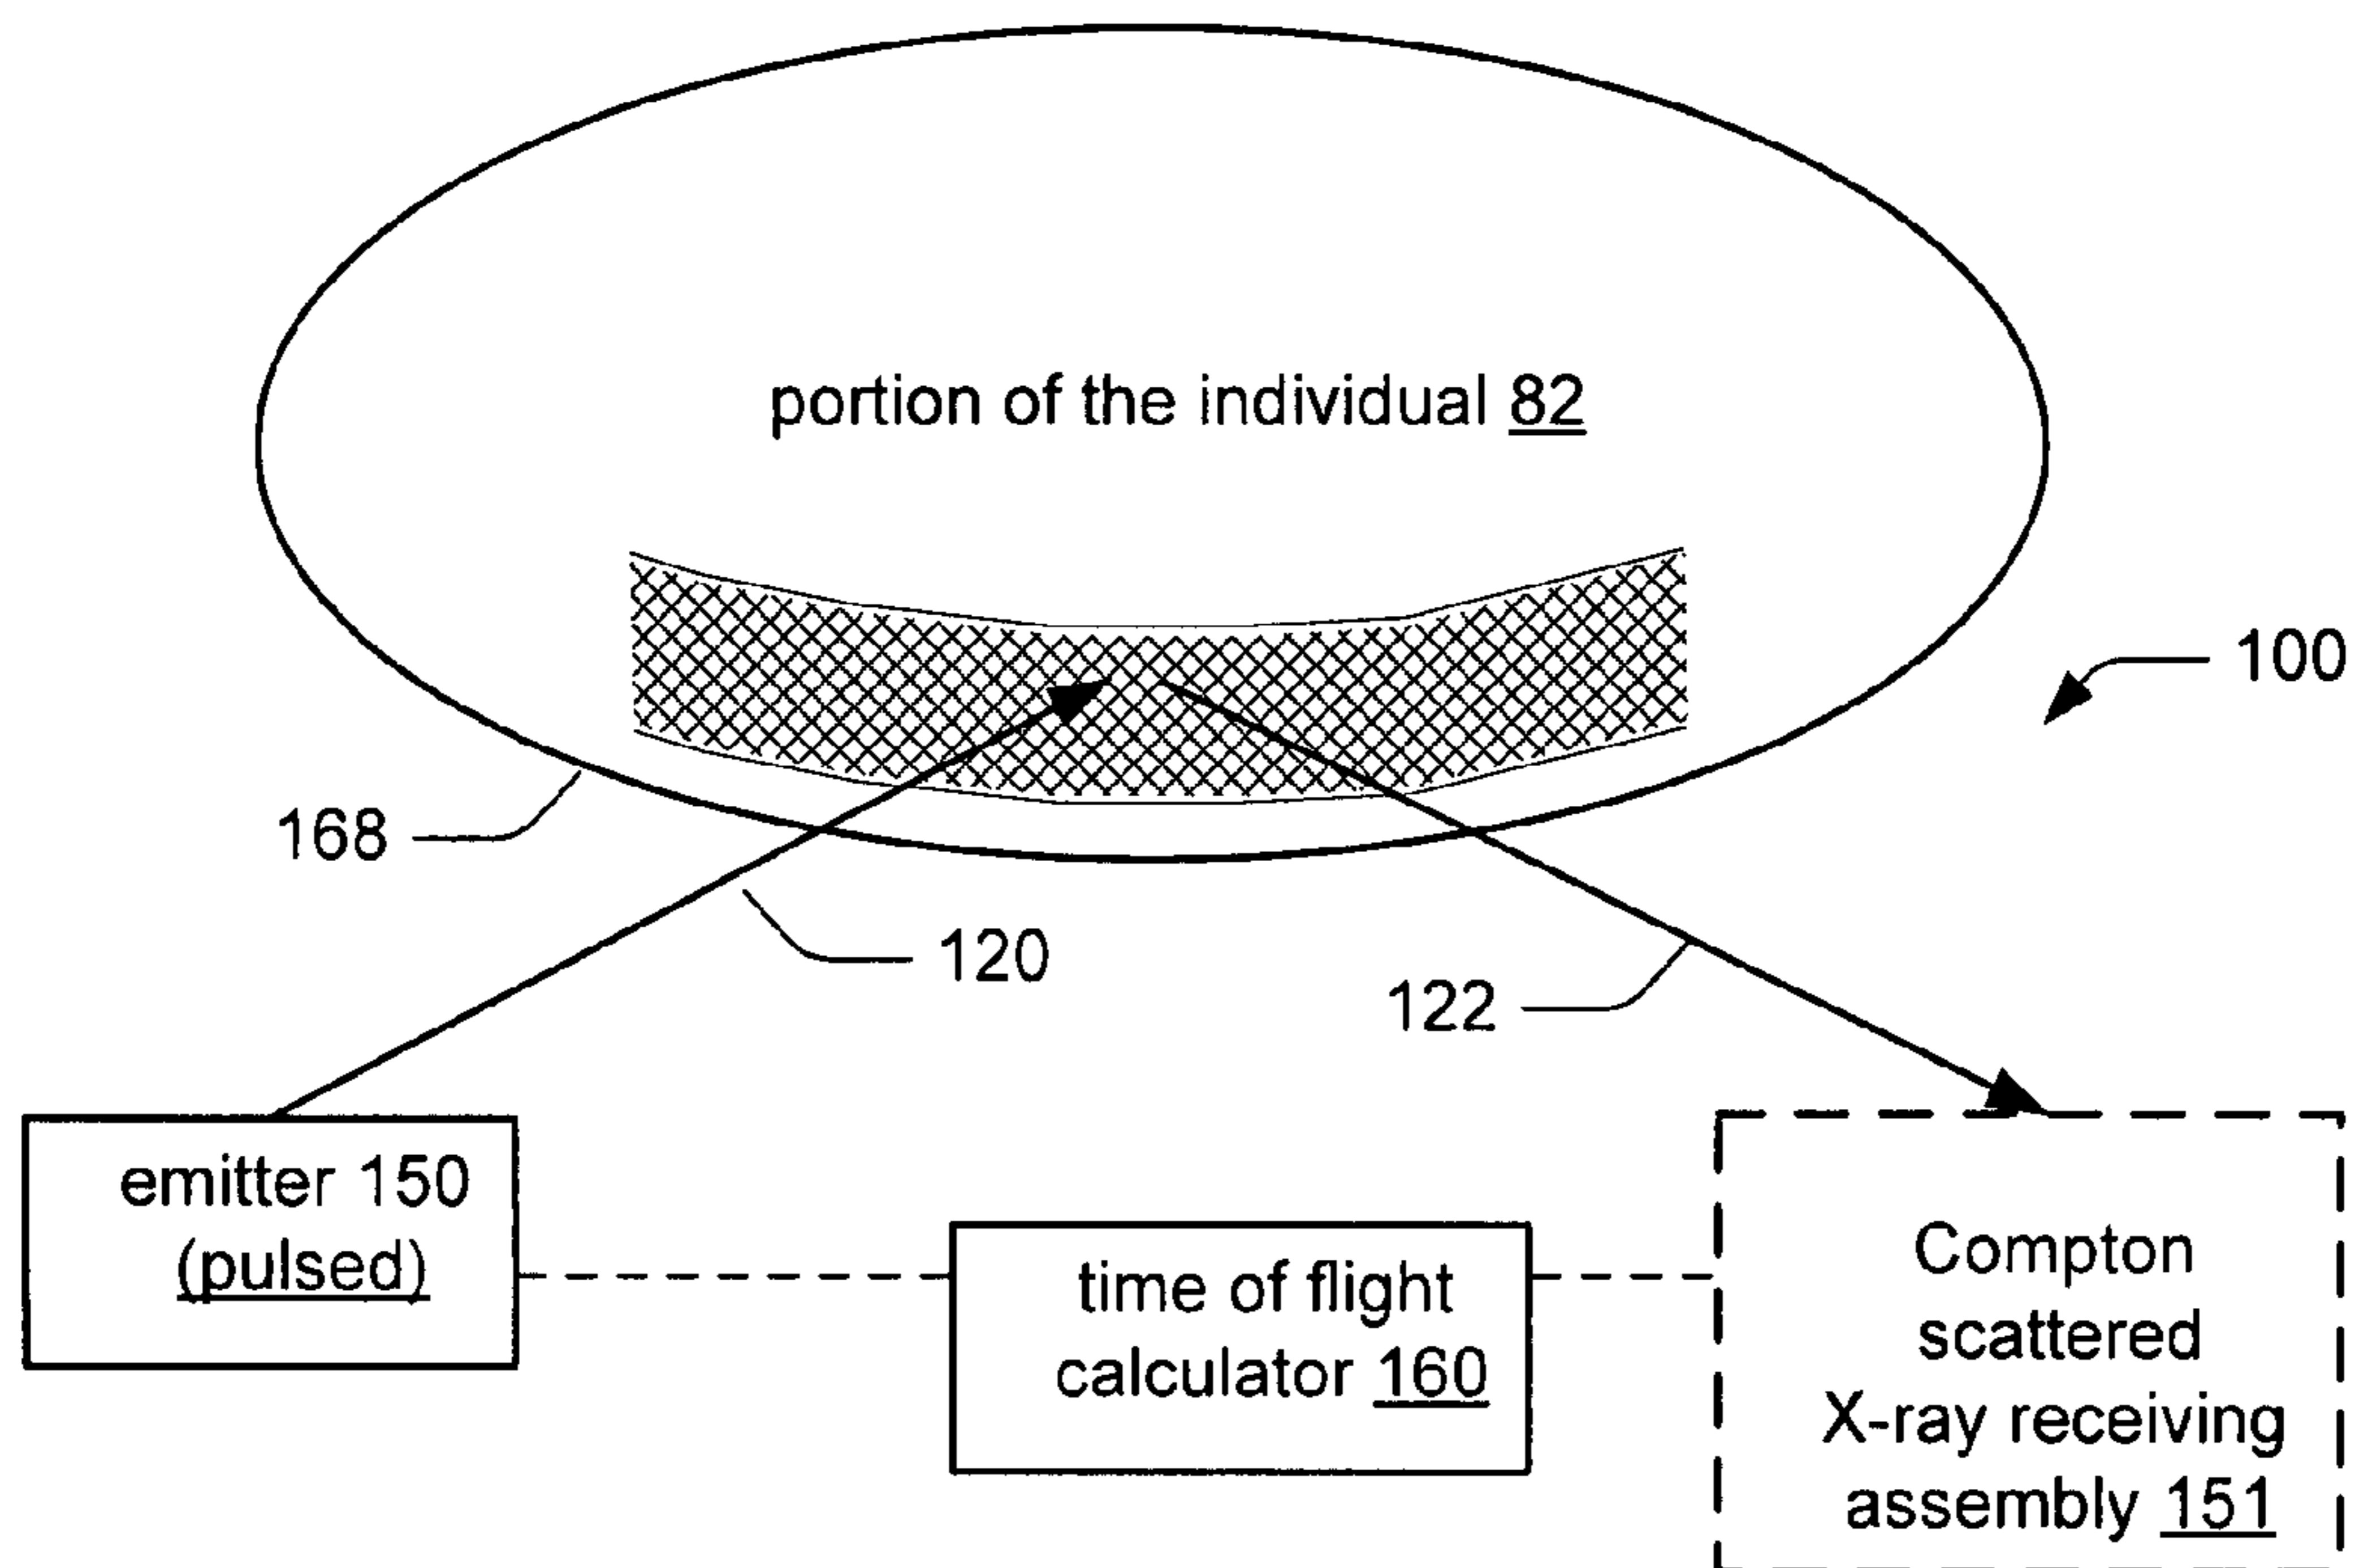 portion of the individual 82
100
168
120
122
emitter 150
(pulsed)
time of flight
calculator 160
Compton
scattered
X-ray receiving
assembly 151